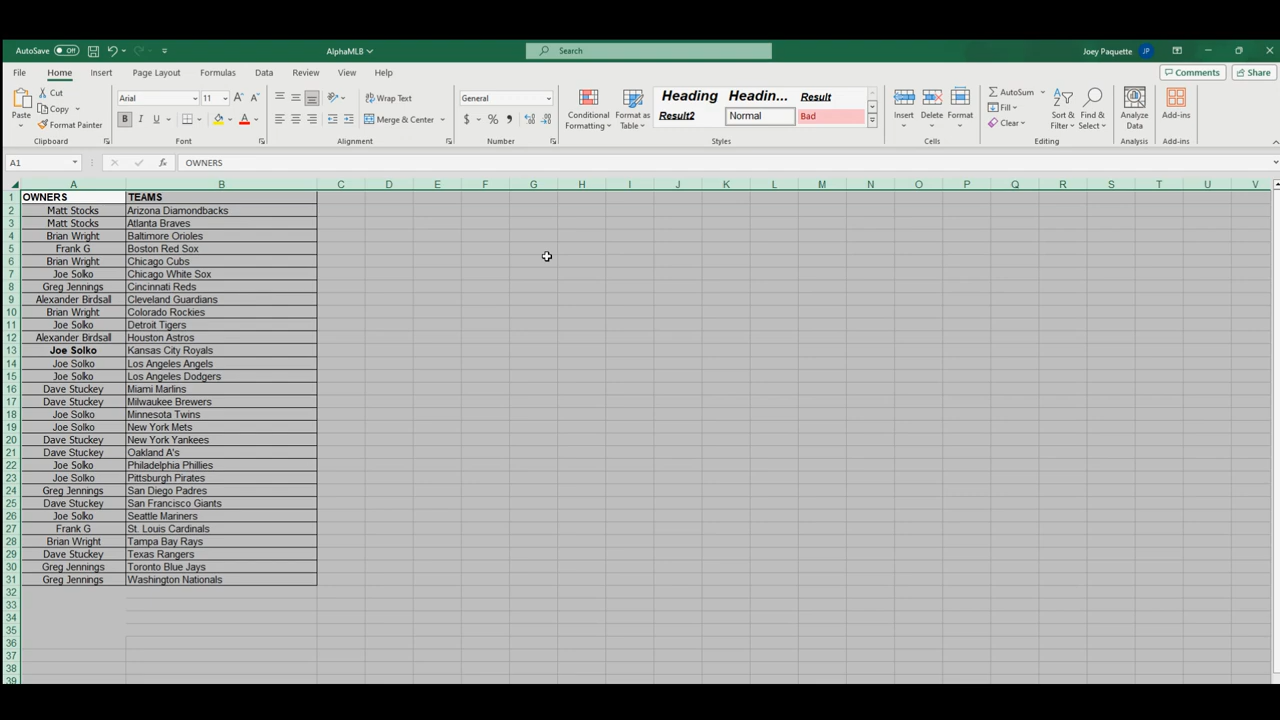 AutoSave Off AlphaMLB Search Joey Paquette JP
File Home Insert Page Layout Formulas Data Review View Help Comments Share
Paste Cut Copy Format Painter Clipboard
Arial 11 A A B I U A Font
Wrap Text Merge & Center Alignment
General $ % 9 Number
Conditional Formatting Format as Table Heading Headin... Result Result2 Normal Bad Styles
Insert Delete Format Cells
AutoSum Fill Clear Sort & Filter Find & Select Editing
Analyze Data Analysis
Add-ins Add-ins
A1 fx OWNERS
A B C D E F G H I J K L M N O P Q R S T U V
1 OWNERS TEAMS
2 Matt Stocks Arizona Diamondbacks
3 Matt Stocks Atlanta Braves
4 Brian Wright Baltimore Orioles
5 Frank G Boston Red Sox
6 Brian Wright Chicago Cubs
7 Joe Solko Chicago White Sox
8 Greg Jennings Cincinnati Reds
9 Alexander Birdsall Cleveland Guardians
10 Brian Wright Colorado Rockies
11 Joe Solko Detroit Tigers
12 Alexander Birdsall Houston Astros
13 Joe Solko Kansas City Royals
14 Joe Solko Los Angeles Angels
15 Joe Solko Los Angeles Dodgers
16 Dave Stuckey Miami Marlins
17 Dave Stuckey Milwaukee Brewers
18 Joe Solko Minnesota Twins
19 Joe Solko New York Mets
20 Dave Stuckey New York Yankees
21 Dave Stuckey Oakland A's
22 Joe Solko Philadelphia Phillies
23 Joe Solko Pittsburgh Pirates
24 Greg Jennings San Diego Padres
25 Dave Stuckey San Francisco Giants
26 Joe Solko Seattle Mariners
27 Frank G St. Louis Cardinals
28 Brian Wright Tampa Bay Rays
29 Dave Stuckey Texas Rangers
30 Greg Jennings Toronto Blue Jays
31 Greg Jennings Washington Nationals
32
33
34
35
36
37
38
39